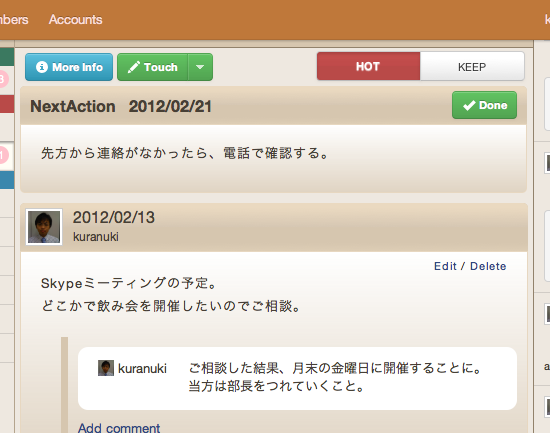 mbers Accounts
More Info Touch HOT KEEP
NextAction 2012/02/21 Done
先方から連絡がなかったら、電話で確認する。
2012/02/13
kuranuki
Edit / Delete
Skypeミーティングの予定。
どこかで飲み会を開催したいのでご相談。
kuranuki ご相談した結果、月末の金曜日に開催することに。
当方は部長をつれていくこと。
Add comment